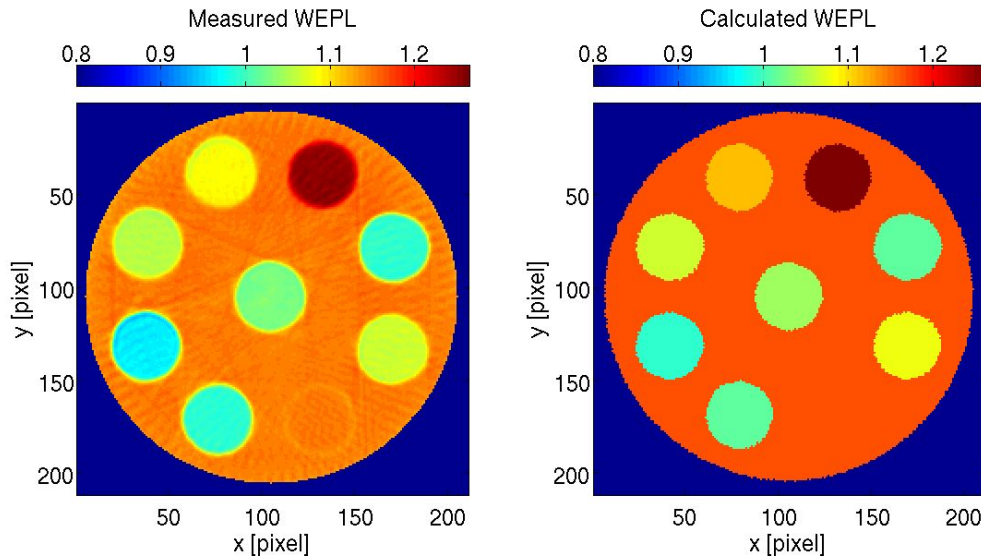 Measured WEPL
0.8 0.9 1 1.1 1.2
50
100
150
200
y [pixel]
50 100 150 200
x [pixel]
Calculated WEPL
0.8 0.9 1 1.1 1.2
50
100
150
200
y [pixel]
50 100 150 200
x [pixel]